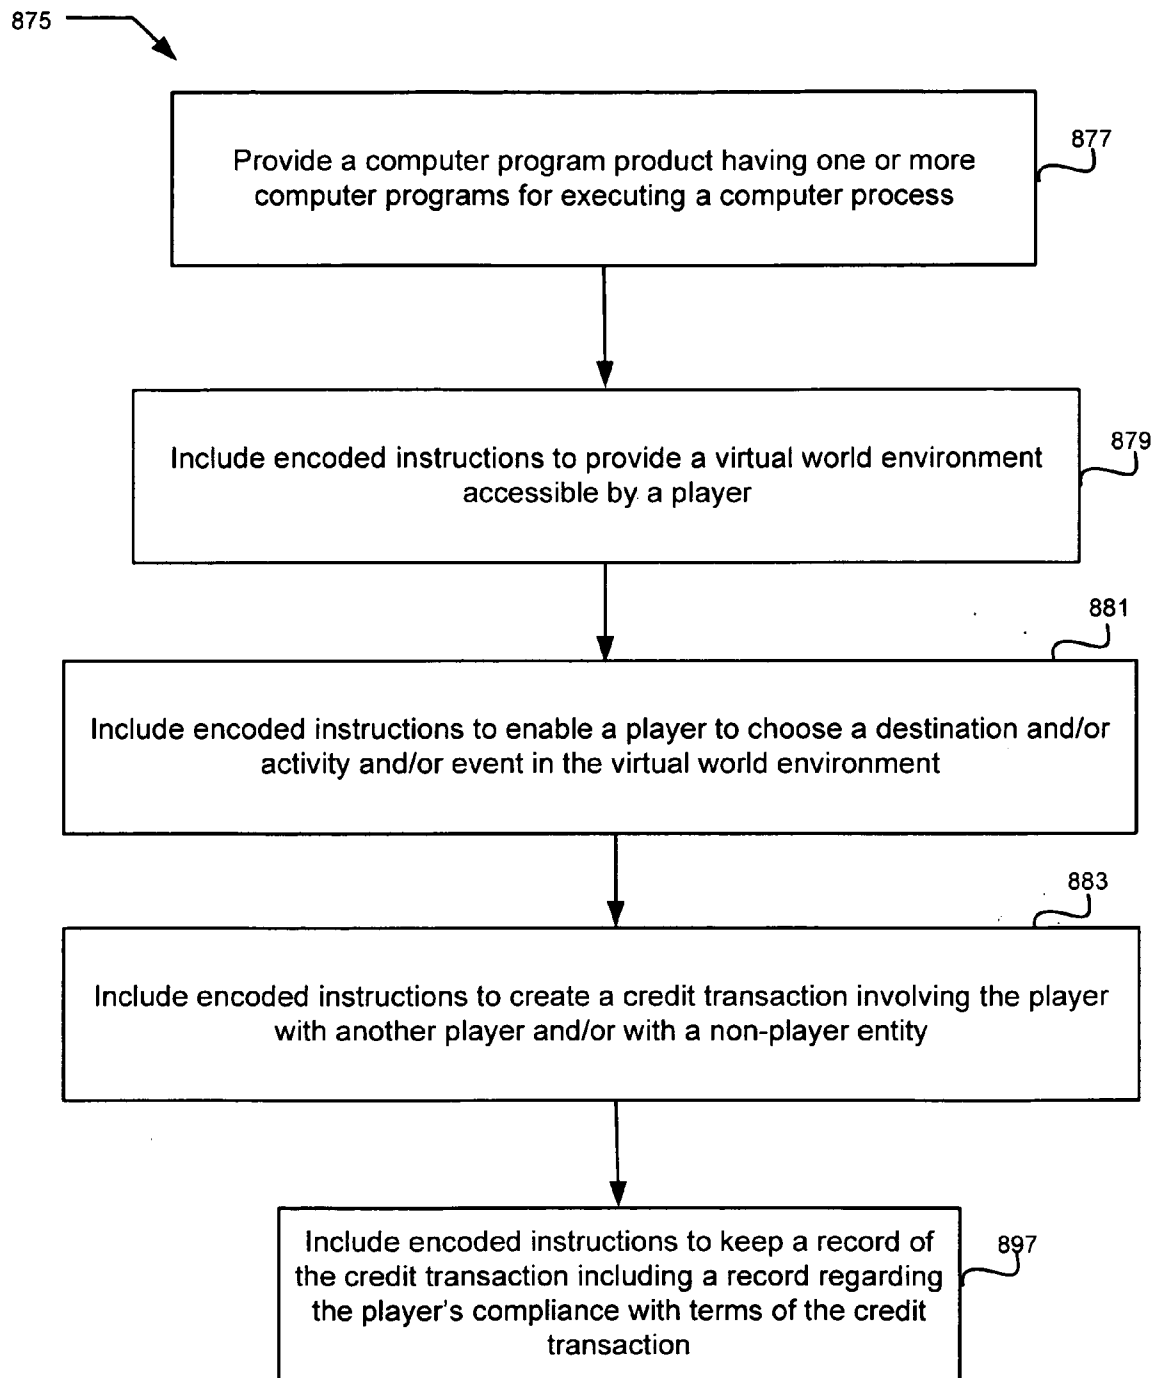 875
877
Provide a computer program product having one or more
computer programs for executing a computer process
879
Include encoded instructions to provide a virtual world environment
accessible by a player
881
Include encoded instructions to enable a player to choose a destination and/or
activity and/or event in the virtual world environment
883
Include encoded instructions to create a credit transaction involving the player
with another player and/or with a non-player entity
897
Include encoded instructions to keep a record of
the credit transaction including a record regarding
the player's compliance with terms of the credit
transaction